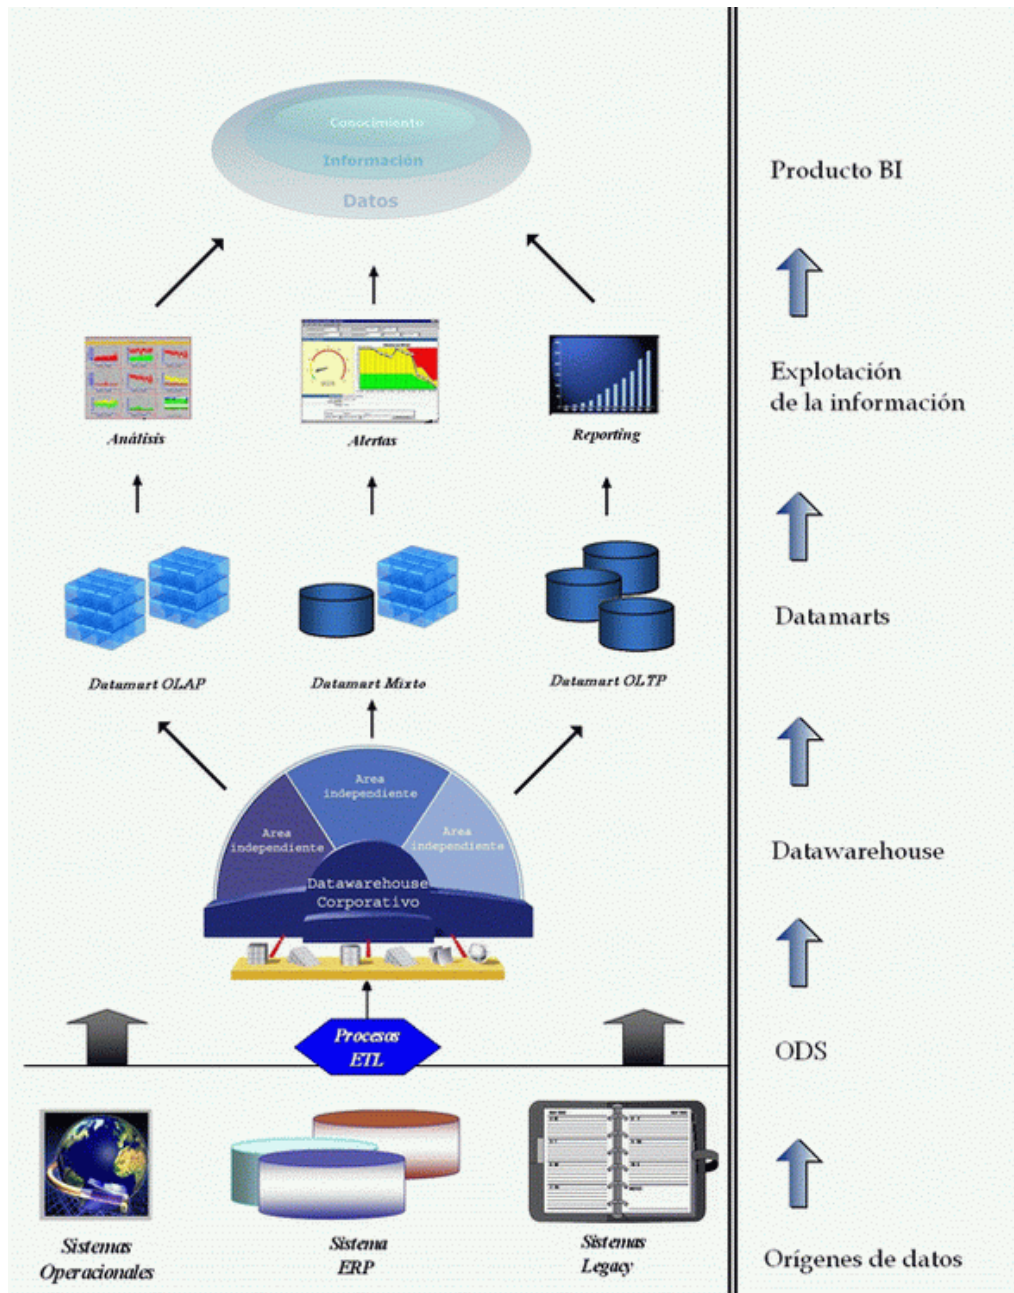 Conocimiento
Información
Datos
Producto BI
Análisis
Alertas
Reporting
Explotación
de la información
Datamart OLAP
Datamart Mixto
Datamart OLTP
Datamarts
Area
independiente
Area
independiente
Area
independiente
Datawarehouse
Corporativo
Datawarehouse
Procesos
ETL
ODS
Sistemas
Operacionales
Sistema
ERP
Sistemas
Legacy
Orígenes de datos